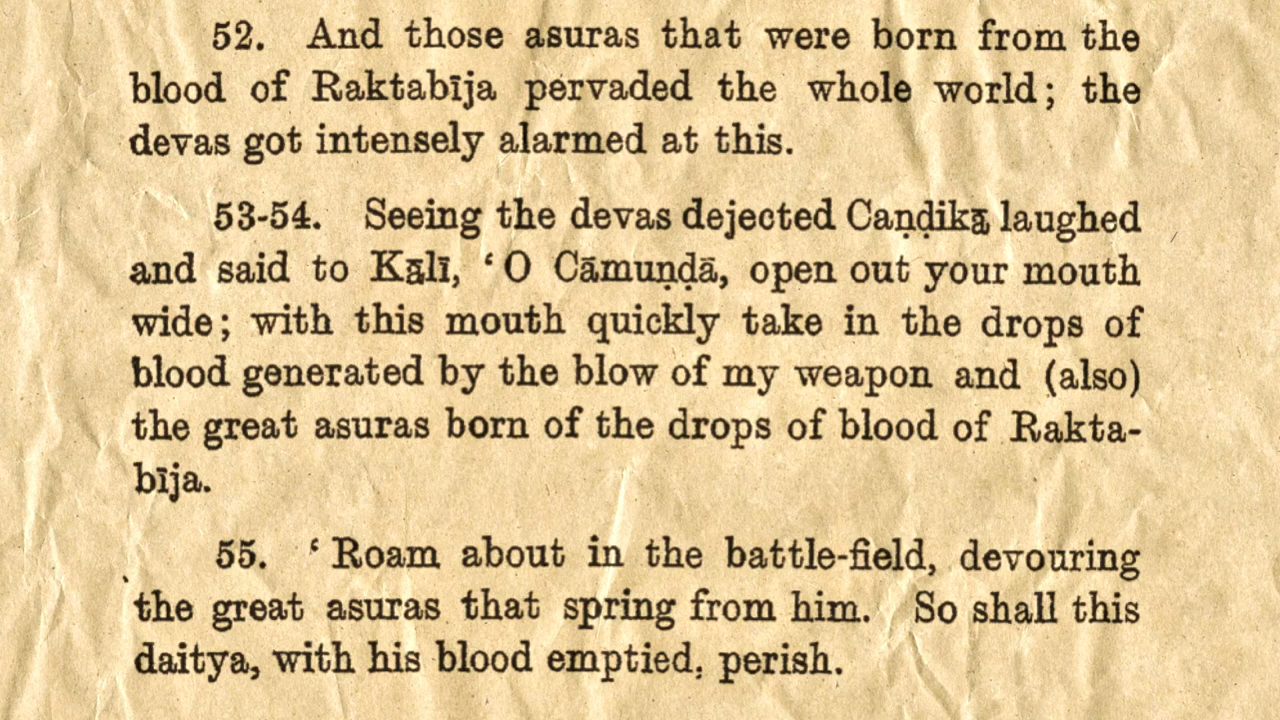 52. And those asuras that were born from the
blood of Raktabīja pervaded the whole world; the
devas got intensely alarmed at this.
53-54. Seeing the devas dejected Caṇḍikā laughed
and said to Kālī, ‘O Cāmuṇḍā, open out your mouth
wide; with this mouth quickly take in the drops of
blood generated by the blow of my weapon and (also)
the great asuras born of the drops of blood of Rakta-
bīja.
55. ‘Roam about in the battle-field, devouring
the great asuras that spring from him. So shall this
daitya, with his blood emptied, perish.